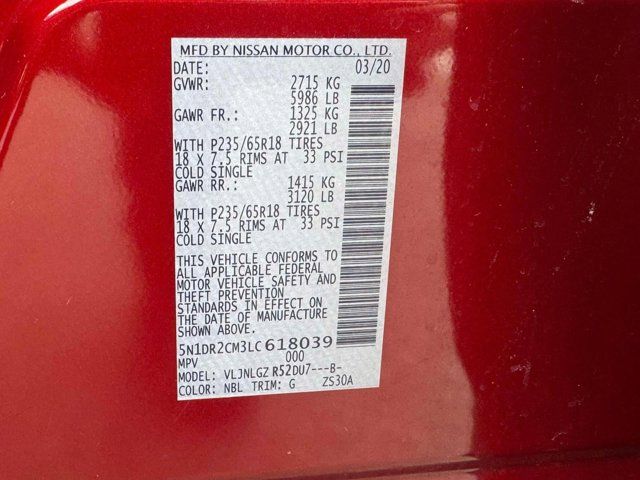 MFD BY NISSAN MOTOR CO., LTD.
DATE: 03/20
GVWR: 2715 KG
5986 LB
GAWR FR.: 1325 KG
2921 LB
WITH P235/65R18 TIRES
18 X 7.5 RIMS AT 33 PSI
COLD SINGLE
GAWR RR.: 1415 KG
3120 LB
WITH P235/65R18 TIRES
18 X 7.5 RIMS AT 33 PSI
COLD SINGLE
THIS VEHICLE CONFORMS TO
ALL APPLICABLE FEDERAL
MOTOR VEHICLE SAFETY AND
THEFT PREVENTION
STANDARDS IN EFFECT ON
THE DATE OF MANUFACTURE
SHOWN ABOVE.
5N1DR2CM3LC618039
MPV 000
MODEL: VLJNLGZ R52DU7---B-
COLOR: NBL TRIM: G ZS30A